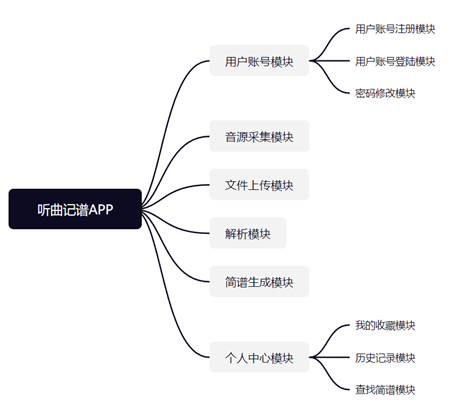 用户账号注册模块
用户账号模块
用户账号登陆模块
密码修改模块
音源采集模块
文件上传模块
听曲记谱APP
解析模块
简谱生成模块
我的收藏模块
个人中心模块
历史记录模块
查找简谱模块